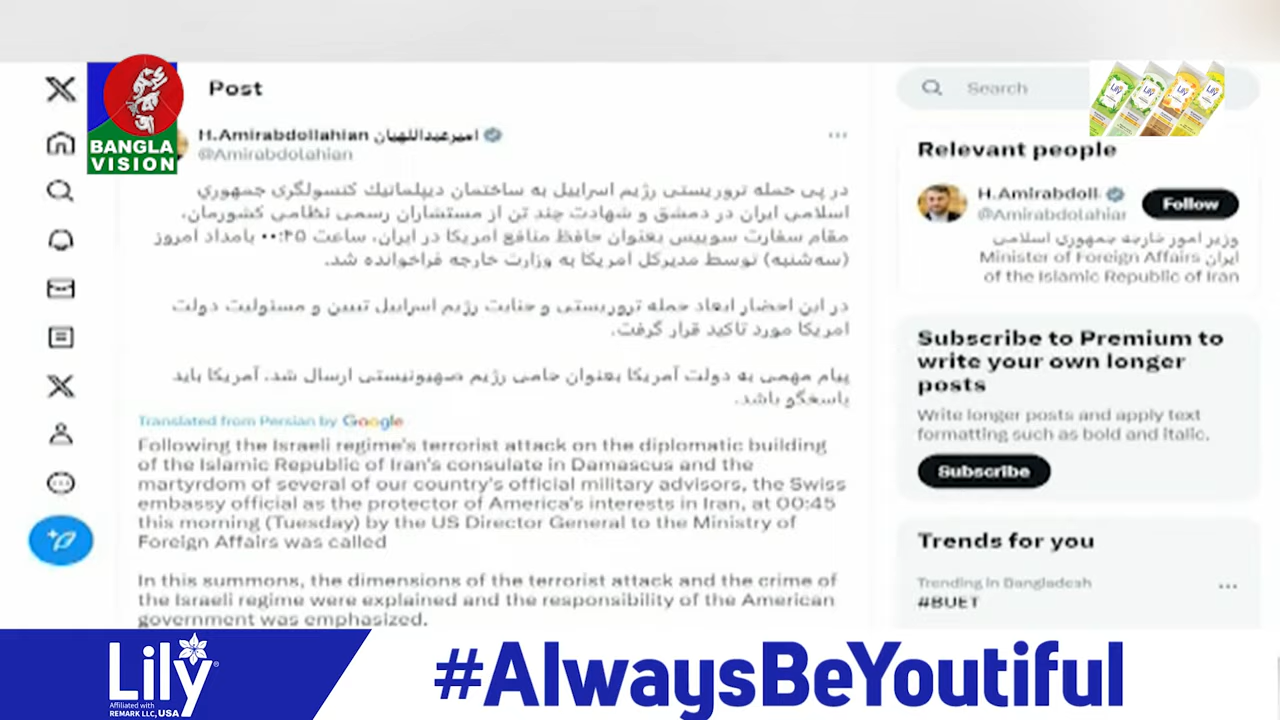 Post
Search
বাংলাভিশন
BANGLA
VISION
H.Amirabdollahian امیرعبداللهیان
@Amirabdolahian
در پی حمله تروریستی رژیم اسراییل به ساختمان دیپلماتیک کنسولگری جمهوري
اسلامی ایران در دمشق و شهادت چند تن از مستشاران رسمی نظامی کشورمان،
مقام سفارت سوییس بعنوان حافظ منافع امریکا در ایران، ساعت ۰۰:۴۵ بامداد امروز
(سه‌شنبه) توسط مدیرکل امریکا به وزارت خارجه فراخوانده شد.
در این احضار ابعاد حمله تروریستی و جنایت رژیم اسراییل تبیین و مسئولیت دولت
امریکا مورد تاکید قرار گرفت.
پیام مهمی به دولت آمریکا بعنوان حامی رژیم صهیونیستی ارسال شد. آمریکا باید
پاسخگو باشد.
Translated from Persian by Google
Following the Israeli regime's terrorist attack on the diplomatic building
of the Islamic Republic of Iran's consulate in Damascus and the
martyrdom of several of our country's official military advisors, the Swiss
embassy official as the protector of America's interests in Iran, at 00:45
this morning (Tuesday) by the US Director General to the Ministry of
Foreign Affairs was called
In this summons, the dimensions of the terrorist attack and the crime of
the Israeli regime were explained and the responsibility of the American
government was emphasized.
Relevant people
H.Amirabdoll
@Amirabdolahiar
Follow
وزیر امور خارجه جمهوری اسلامی
ایران Minister of Foreign Affairs
of the Islamic Republic of Iran
Subscribe to Premium to
write your own longer
posts
Write longer posts and apply text
formatting such as bold and italic.
Subscribe
Trends for you
Trending in Bangladesh
#BUET
Lily
Lily
Lily
Lily
Lily
Affiliated with
REMARK LLC, USA
#AlwaysBeYoutiful